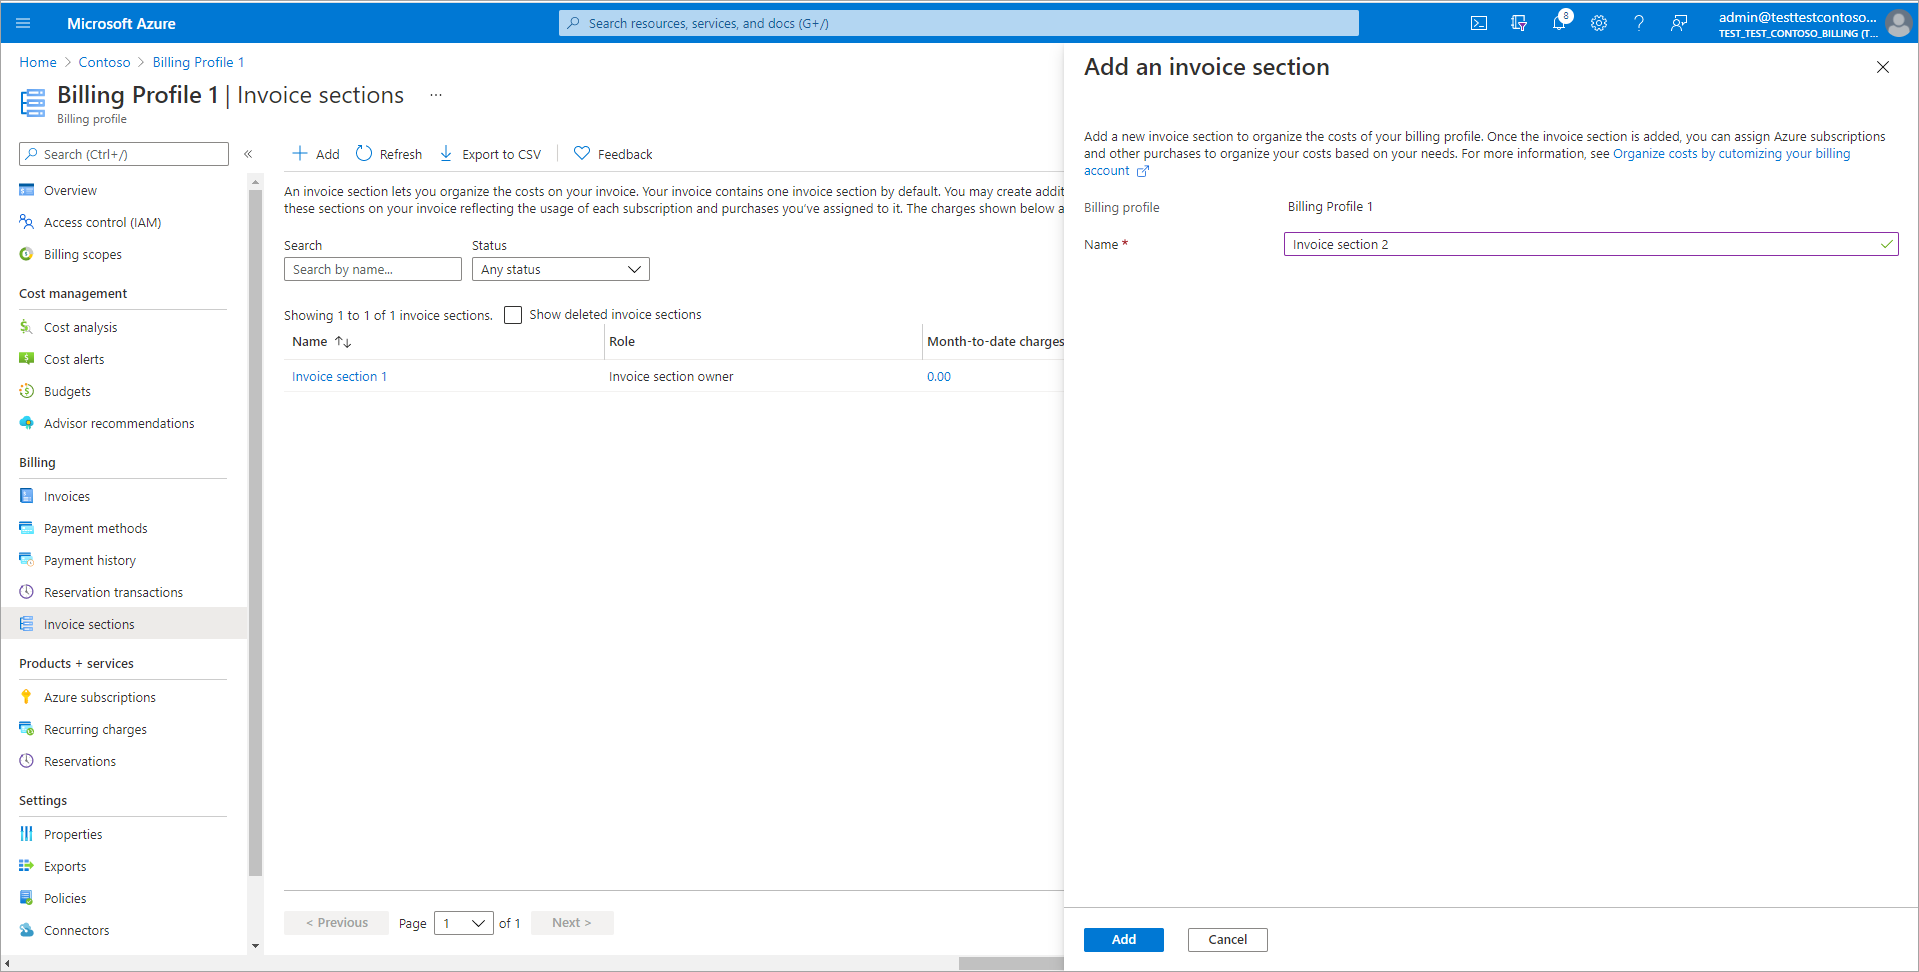 Microsoft Azure
Search resources, services, and docs (G+/)
8
admin@testtestcontoso...
TEST_TEST_CONTOSO_BILLING (T...
Home > Contoso > Billing Profile 1
Billing Profile 1 | Invoice sections ...
Billing profile
Search (Ctrl+/)
«
Overview
Access control (IAM)
Billing scopes
Cost management
Cost analysis
Cost alerts
Budgets
Advisor recommendations
Billing
Invoices
Payment methods
Payment history
Reservation transactions
Invoice sections
Products + services
Azure subscriptions
Recurring charges
Reservations
Settings
Properties
Exports
Policies
Connectors
Add Refresh Export to CSV Feedback
An invoice section lets you organize the costs on your invoice. Your invoice contains one invoice section by default. You may create addit
these sections on your invoice reflecting the usage of each subscription and purchases you've assigned to it. The charges shown below a
Search Status
Search by name... Any status
Showing 1 to 1 of 1 invoice sections. Show deleted invoice sections
Name ↑↓ Role Month-to-date charges
Invoice section 1 Invoice section owner 0.00
< Previous Page 1 of 1 Next >
Add an invoice section
Add a new invoice section to organize the costs of your billing profile. Once the invoice section is added, you can assign Azure subscriptions
and other purchases to organize your costs based on your needs. For more information, see Organize costs by cutomizing your billing
account
Billing profile Billing Profile 1
Name * Invoice section 2
Add Cancel